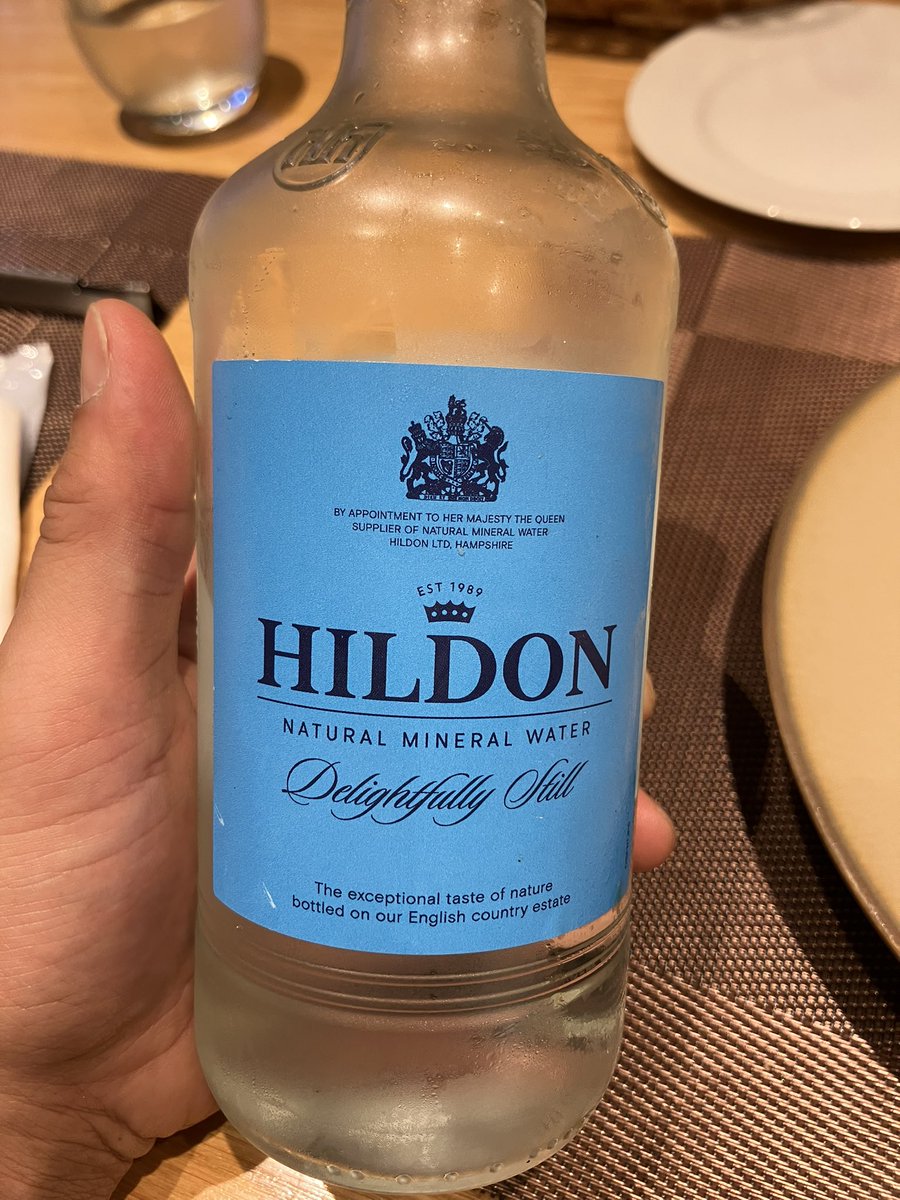 BY APPOINTMENT TO HER MAJESTY THE QUEEN
SUPPLIER OF NATURAL MINERAL WATER
HILDON LTD, HAMPSHIRE
EST 1989
HILDON
NATURAL MINERAL WATER
Delightfully Still
The exceptional taste of nature
bottled on our English country estate